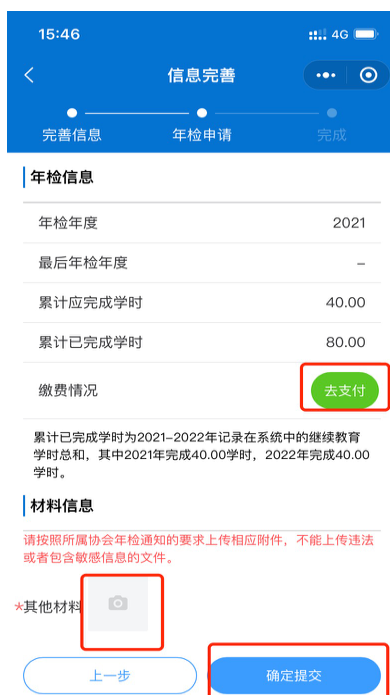 15:46
4G
信息完善
完善信息
年检申请
完成
年检信息
年检年度
2021
最后年检年度
–
累计应完成学时
40.00
累计已完成学时
80.00
缴费情况
去支付
累计已完成学时为2021–2022年记录在系统中的继续教育
学时总和，其中2021年完成40.00学时，2022年完成40.00
学时。
材料信息
请按照所属协会年检通知的要求上传相应附件，不能上传违法
或者包含敏感信息的文件。
*其他材料
上一步
确定提交